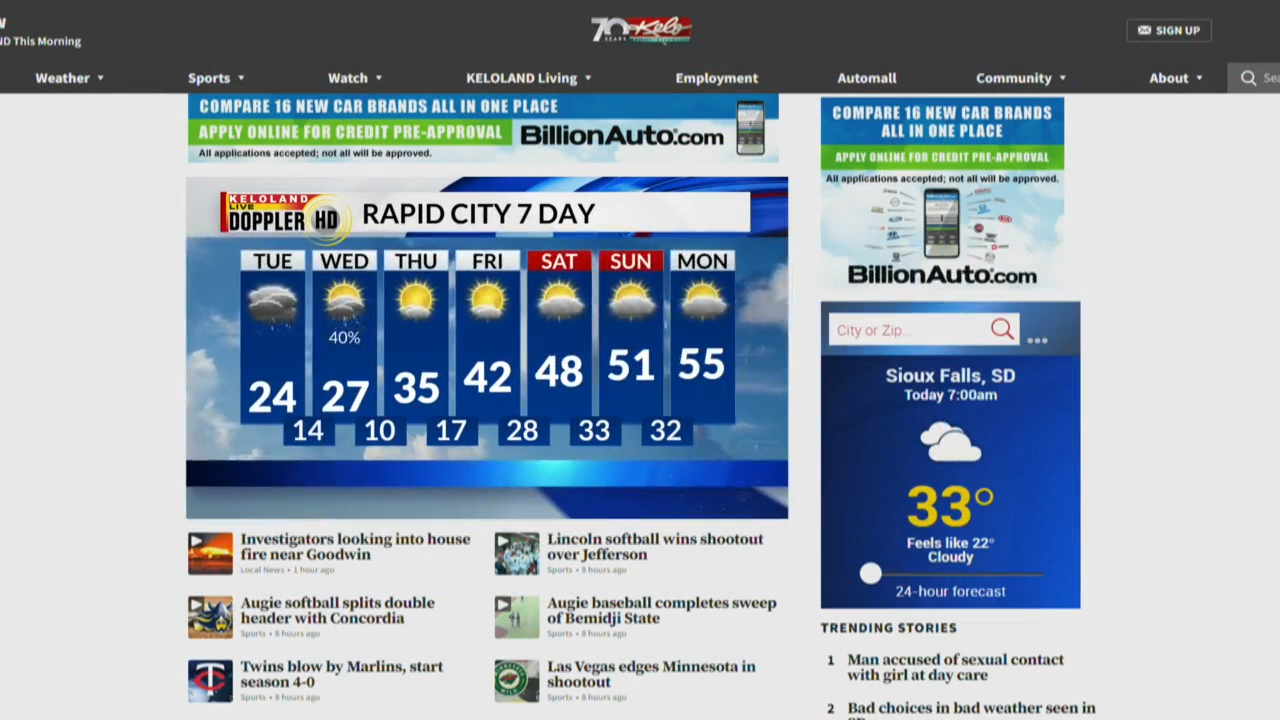 ND This Morning
70 YEARS Kelo
SIGN UP
Weather
Sports
Watch
KELOLAND Living
Employment
Automall
Community
About
COMPARE 16 NEW CAR BRANDS ALL IN ONE PLACE
APPLY ONLINE FOR CREDIT PRE-APPROVAL
BillionAuto.com
All applications accepted; not all will be approved.
COMPARE 16 NEW CAR BRANDS
ALL IN ONE PLACE
APPLY ONLINE FOR CREDIT PRE-APPROVAL
All applications accepted; not all will be approved.
BillionAuto.com
KELOLAND
LIVE
DOPPLER HD
RAPID CITY 7 DAY
TUE WED THU FRI SAT SUN MON
40%
24 27 35 42 48 51 55
14 10 17 28 33 32
City or Zip...
Sioux Falls, SD
Today 7:00am
33°
Feels like 22°
Cloudy
24-hour forecast
Investigators looking into house
fire near Goodwin
Local News • 1 hour ago
Lincoln softball wins shootout
over Jefferson
Sports • 8 hours ago
Augie softball splits double
header with Concordia
Sports • 8 hours ago
Augie baseball completes sweep
of Bemidji State
Sports • 8 hours ago
Twins blow by Marlins, start
season 4-0
Sports • 8 hours ago
Las Vegas edges Minnesota in
shootout
Sports • 8 hours ago
TRENDING STORIES
1 Man accused of sexual contact
with girl at day care
2 Bad choices in bad weather seen in